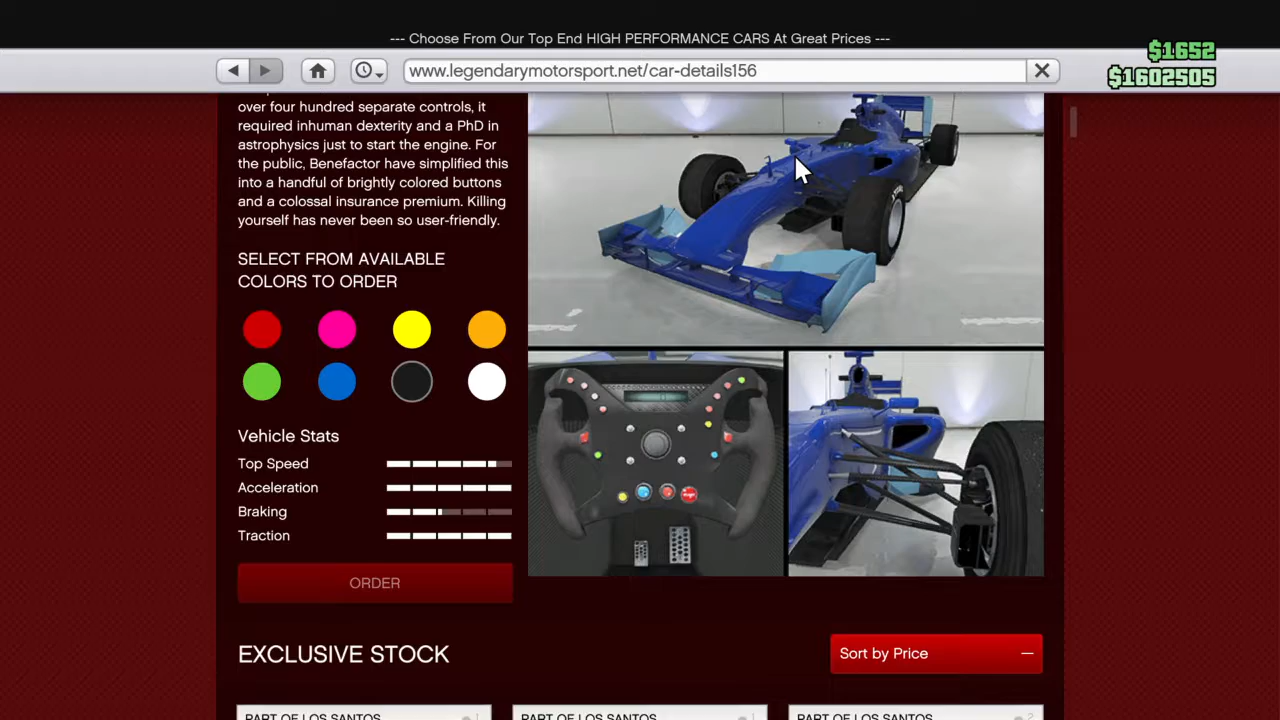 --- Choose From Our Top End HIGH PERFORMANCE CARS At Great Prices ---
www.legendarymotorsport.net/car-details156
$1652
$1602505
over four hundred separate controls, it
required inhuman dexterity and a PhD in
astrophysics just to start the engine. For
the public, Benefactor have simplified this
into a handful of brightly colored buttons
and a colossal insurance premium. Killing
yourself has never been so user-friendly.
SELECT FROM AVAILABLE
COLORS TO ORDER
Vehicle Stats
Top Speed
Acceleration
Braking
Traction
ORDER
EXCLUSIVE STOCK
Sort by Price
PART OF LOS SANTOS
1
PART OF LOS SANTOS
1
PART OF LOS SANTOS
2